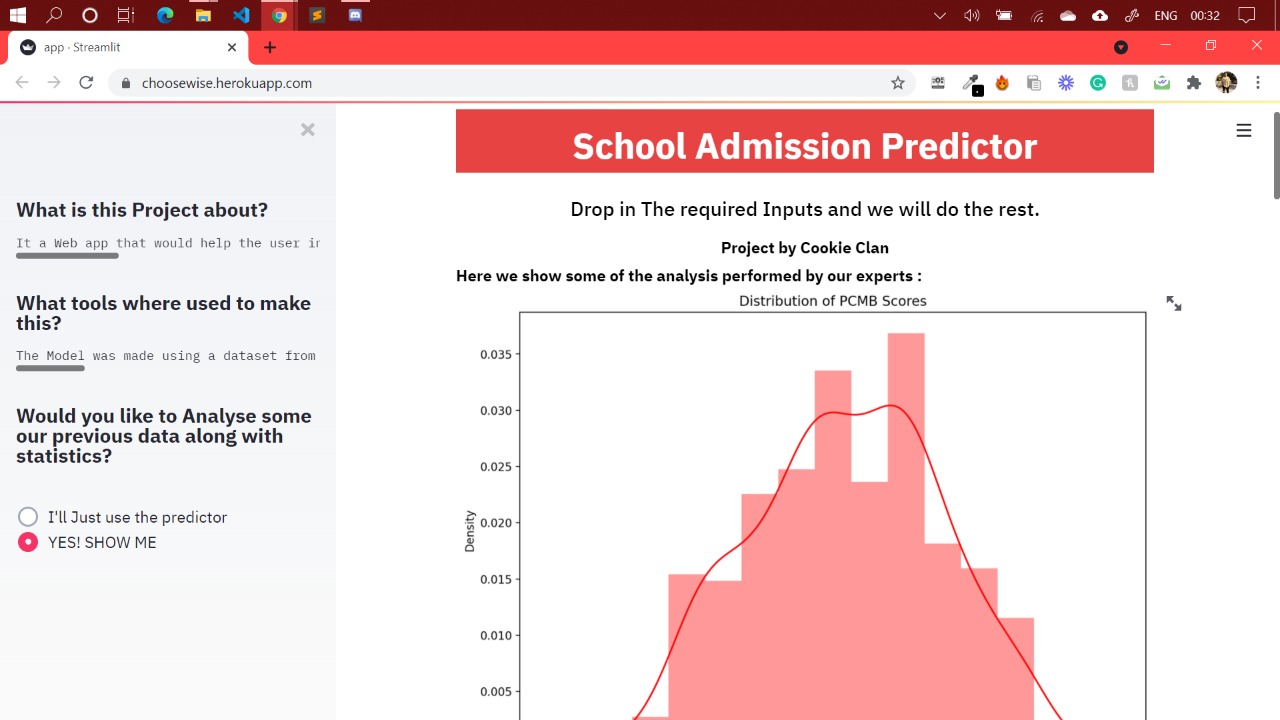 ENG 00:32
app · Streamlit
choosewise.herokuapp.com
What is this Project about?
It a Web app that would help the user in
What tools where used to make
this?
The Model was made using a dataset from
Would you like to Analyse some
our previous data along with
statistics?
I'll Just use the predictor
YES! SHOW ME
School Admission Predictor
Drop in The required Inputs and we will do the rest.
Project by Cookie Clan
Here we show some of the analysis performed by our experts :
Distribution of PCMB Scores
0.035
0.030
0.025
0.020
0.015
0.010
0.005
Density